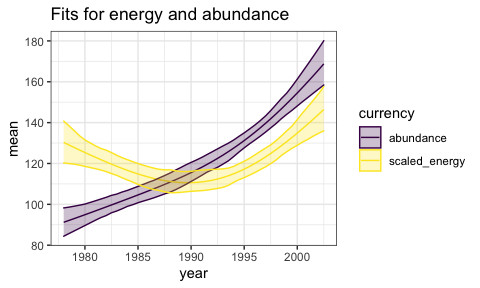 Fits for energy and abundance
180
160
140
120
100
80
mean
1980
1985
1990
1995
2000
year
currency
abundance
scaled_energy